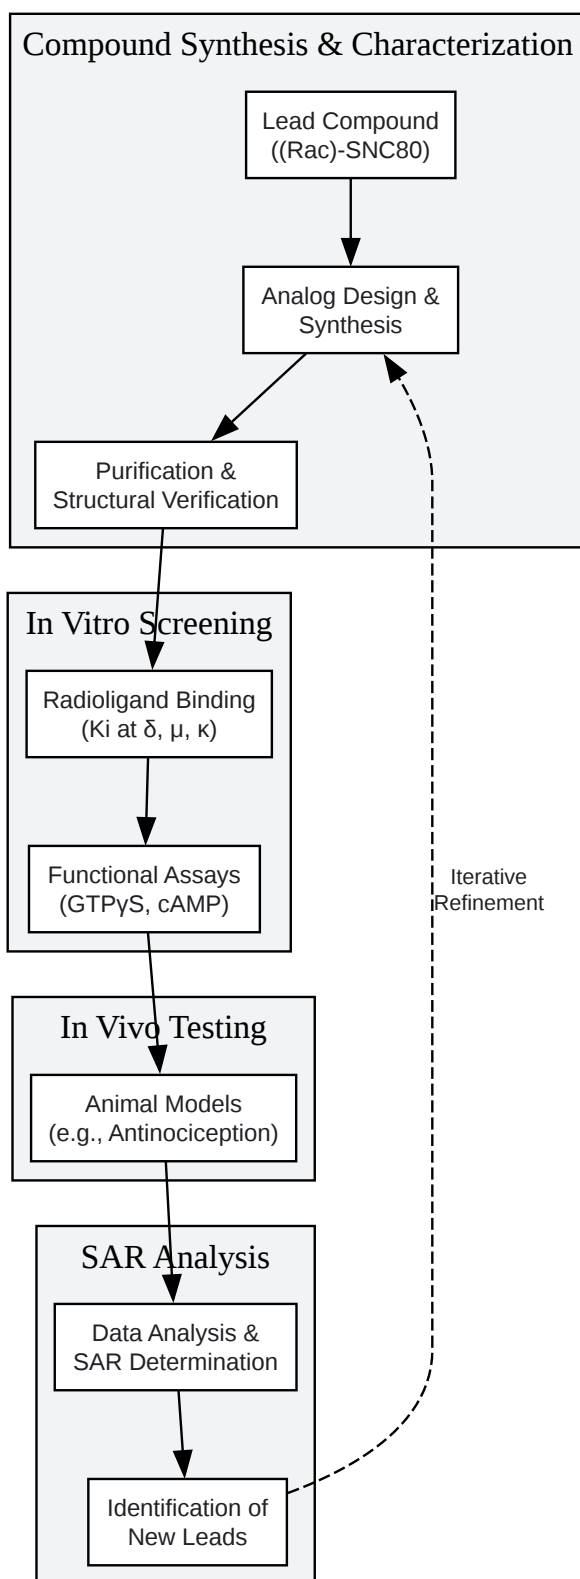 Compound Synthesis & Characterization
Lead Compound
((Rac)-SNC80)
Analog Design &
Synthesis
Purification &
Structural Verification
In Vitro Screening
Radioligand Binding
(Ki at δ, μ, κ)
Functional Assays
(GTPγS, cAMP)
Iterative
Refinement
In Vivo Testing
Animal Models
(e.g., Antinociception)
SAR Analysis
Data Analysis &
SAR Determination
Identification of
New Leads